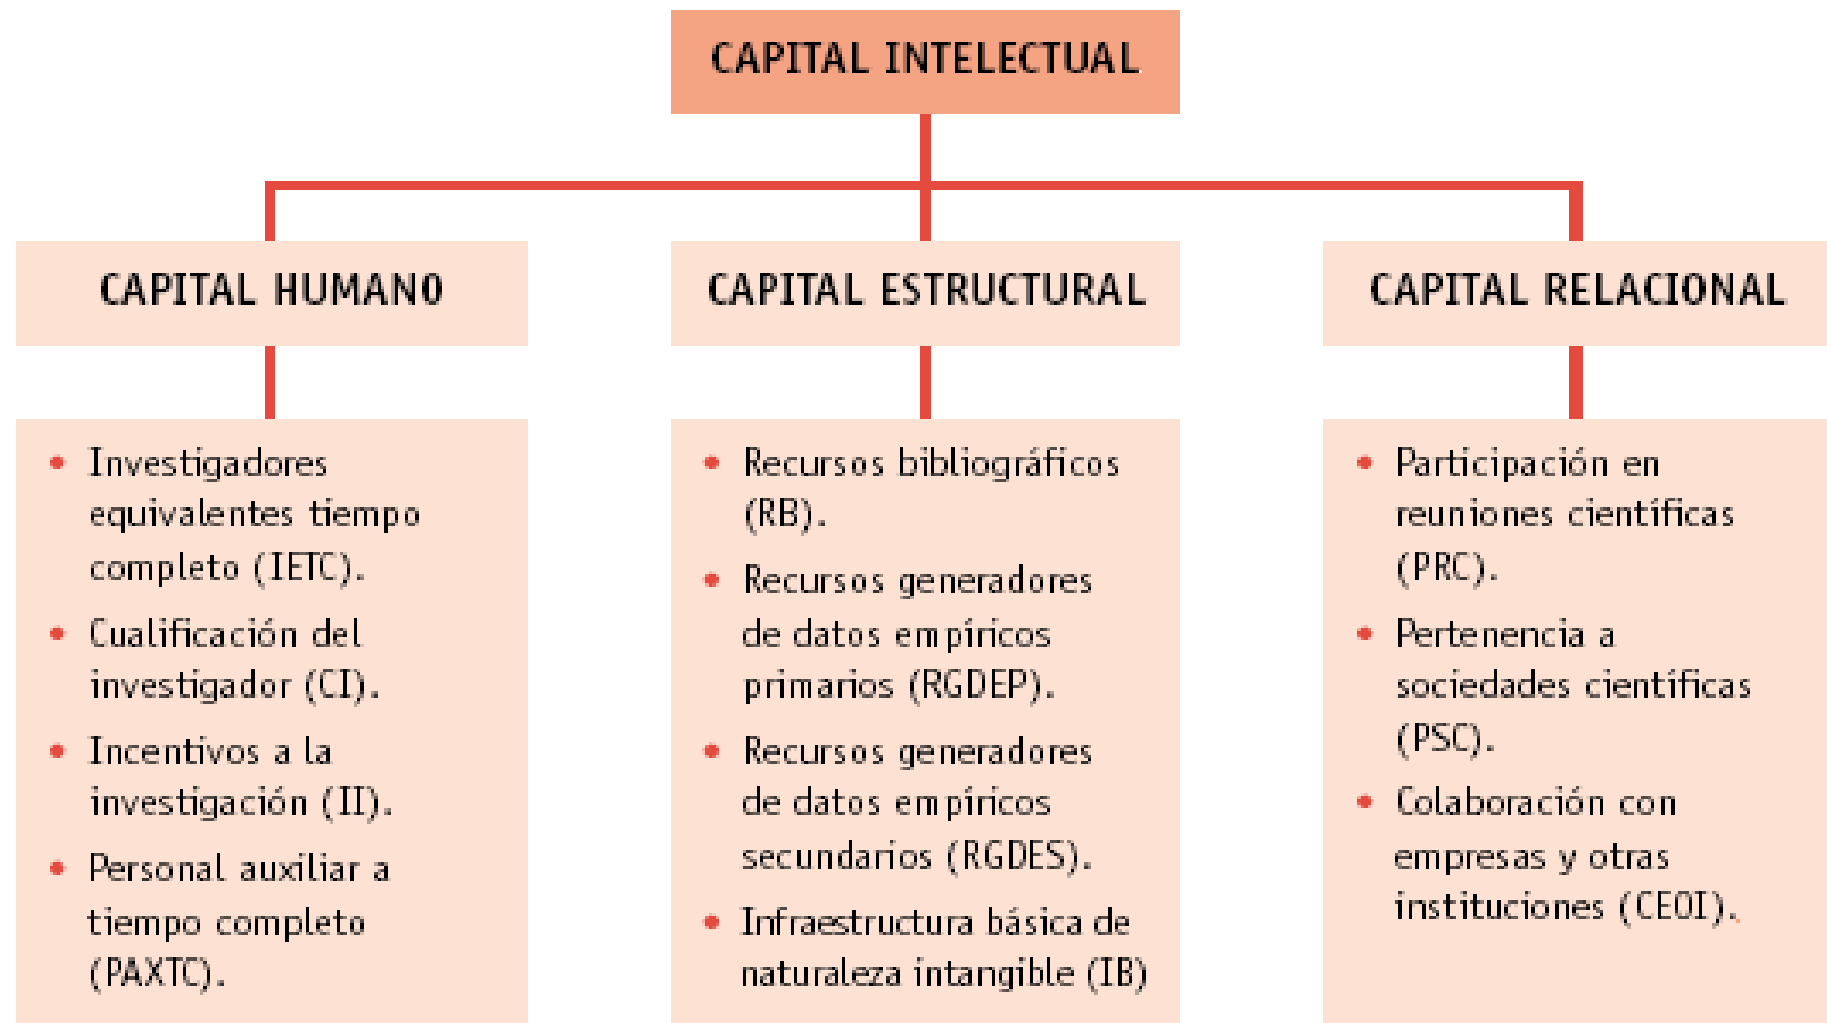 CAPITAL INTELECTUAL
CAPITAL HUMANO
• Investigadores
equivalentes tiempo
completo (IETC).
• Cualificación del
investigador (CI).
• Incentivos a la
investigación (II).
• Personal auxiliar a
tiempo completo
(PAXTC).
CAPITAL ESTRUCTURAL
• Recursos bibliográficos
(RB).
• Recursos generadores
de datos empíricos
primarios (RGDEP).
• Recursos generadores
de datos empíricos
secundarios (RGDES).
• Infraestructura básica de
naturaleza intangible (IB)
CAPITAL RELACIONAL
• Participación en
reuniones científicas
(PRC).
• Pertenencia a
sociedades científicas
(PSC).
• Colaboración con
empresas y otras
instituciones (CEOI).